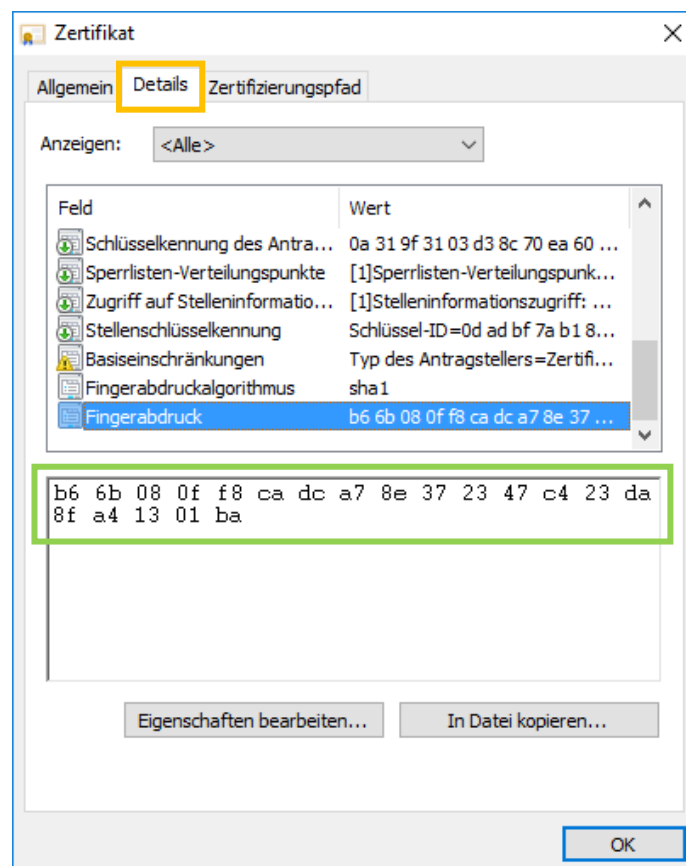 Zertifikat
Allgemein Details Zertifizierungspfad
Anzeigen: <Alle>
Feld Wert
Schlüsselkennung des Antra... 0a 31 9f 31 03 d3 8c 70 ea 60 ...
Sperrlisten-Verteilungspunkte [1]Sperrlisten-Verteilungspunk...
Zugriff auf Stelleninformatio... [1]Stelleninformationszugriff: ...
Stellenschlüsselkennung Schlüssel-ID=0d ad bf 7a b1 8...
Basiseinschränkungen Typ des Antragstellers=Zertifi...
Fingerabdruckalgorithmus sha1
Fingerabdruck b6 6b 08 0f f8 ca dc a7 8e 37 ...
b6 6b 08 0f f8 ca dc a7 8e 37 23 47 c4 23 da
8f a4 13 01 ba
Eigenschaften bearbeiten... In Datei kopieren...
OK